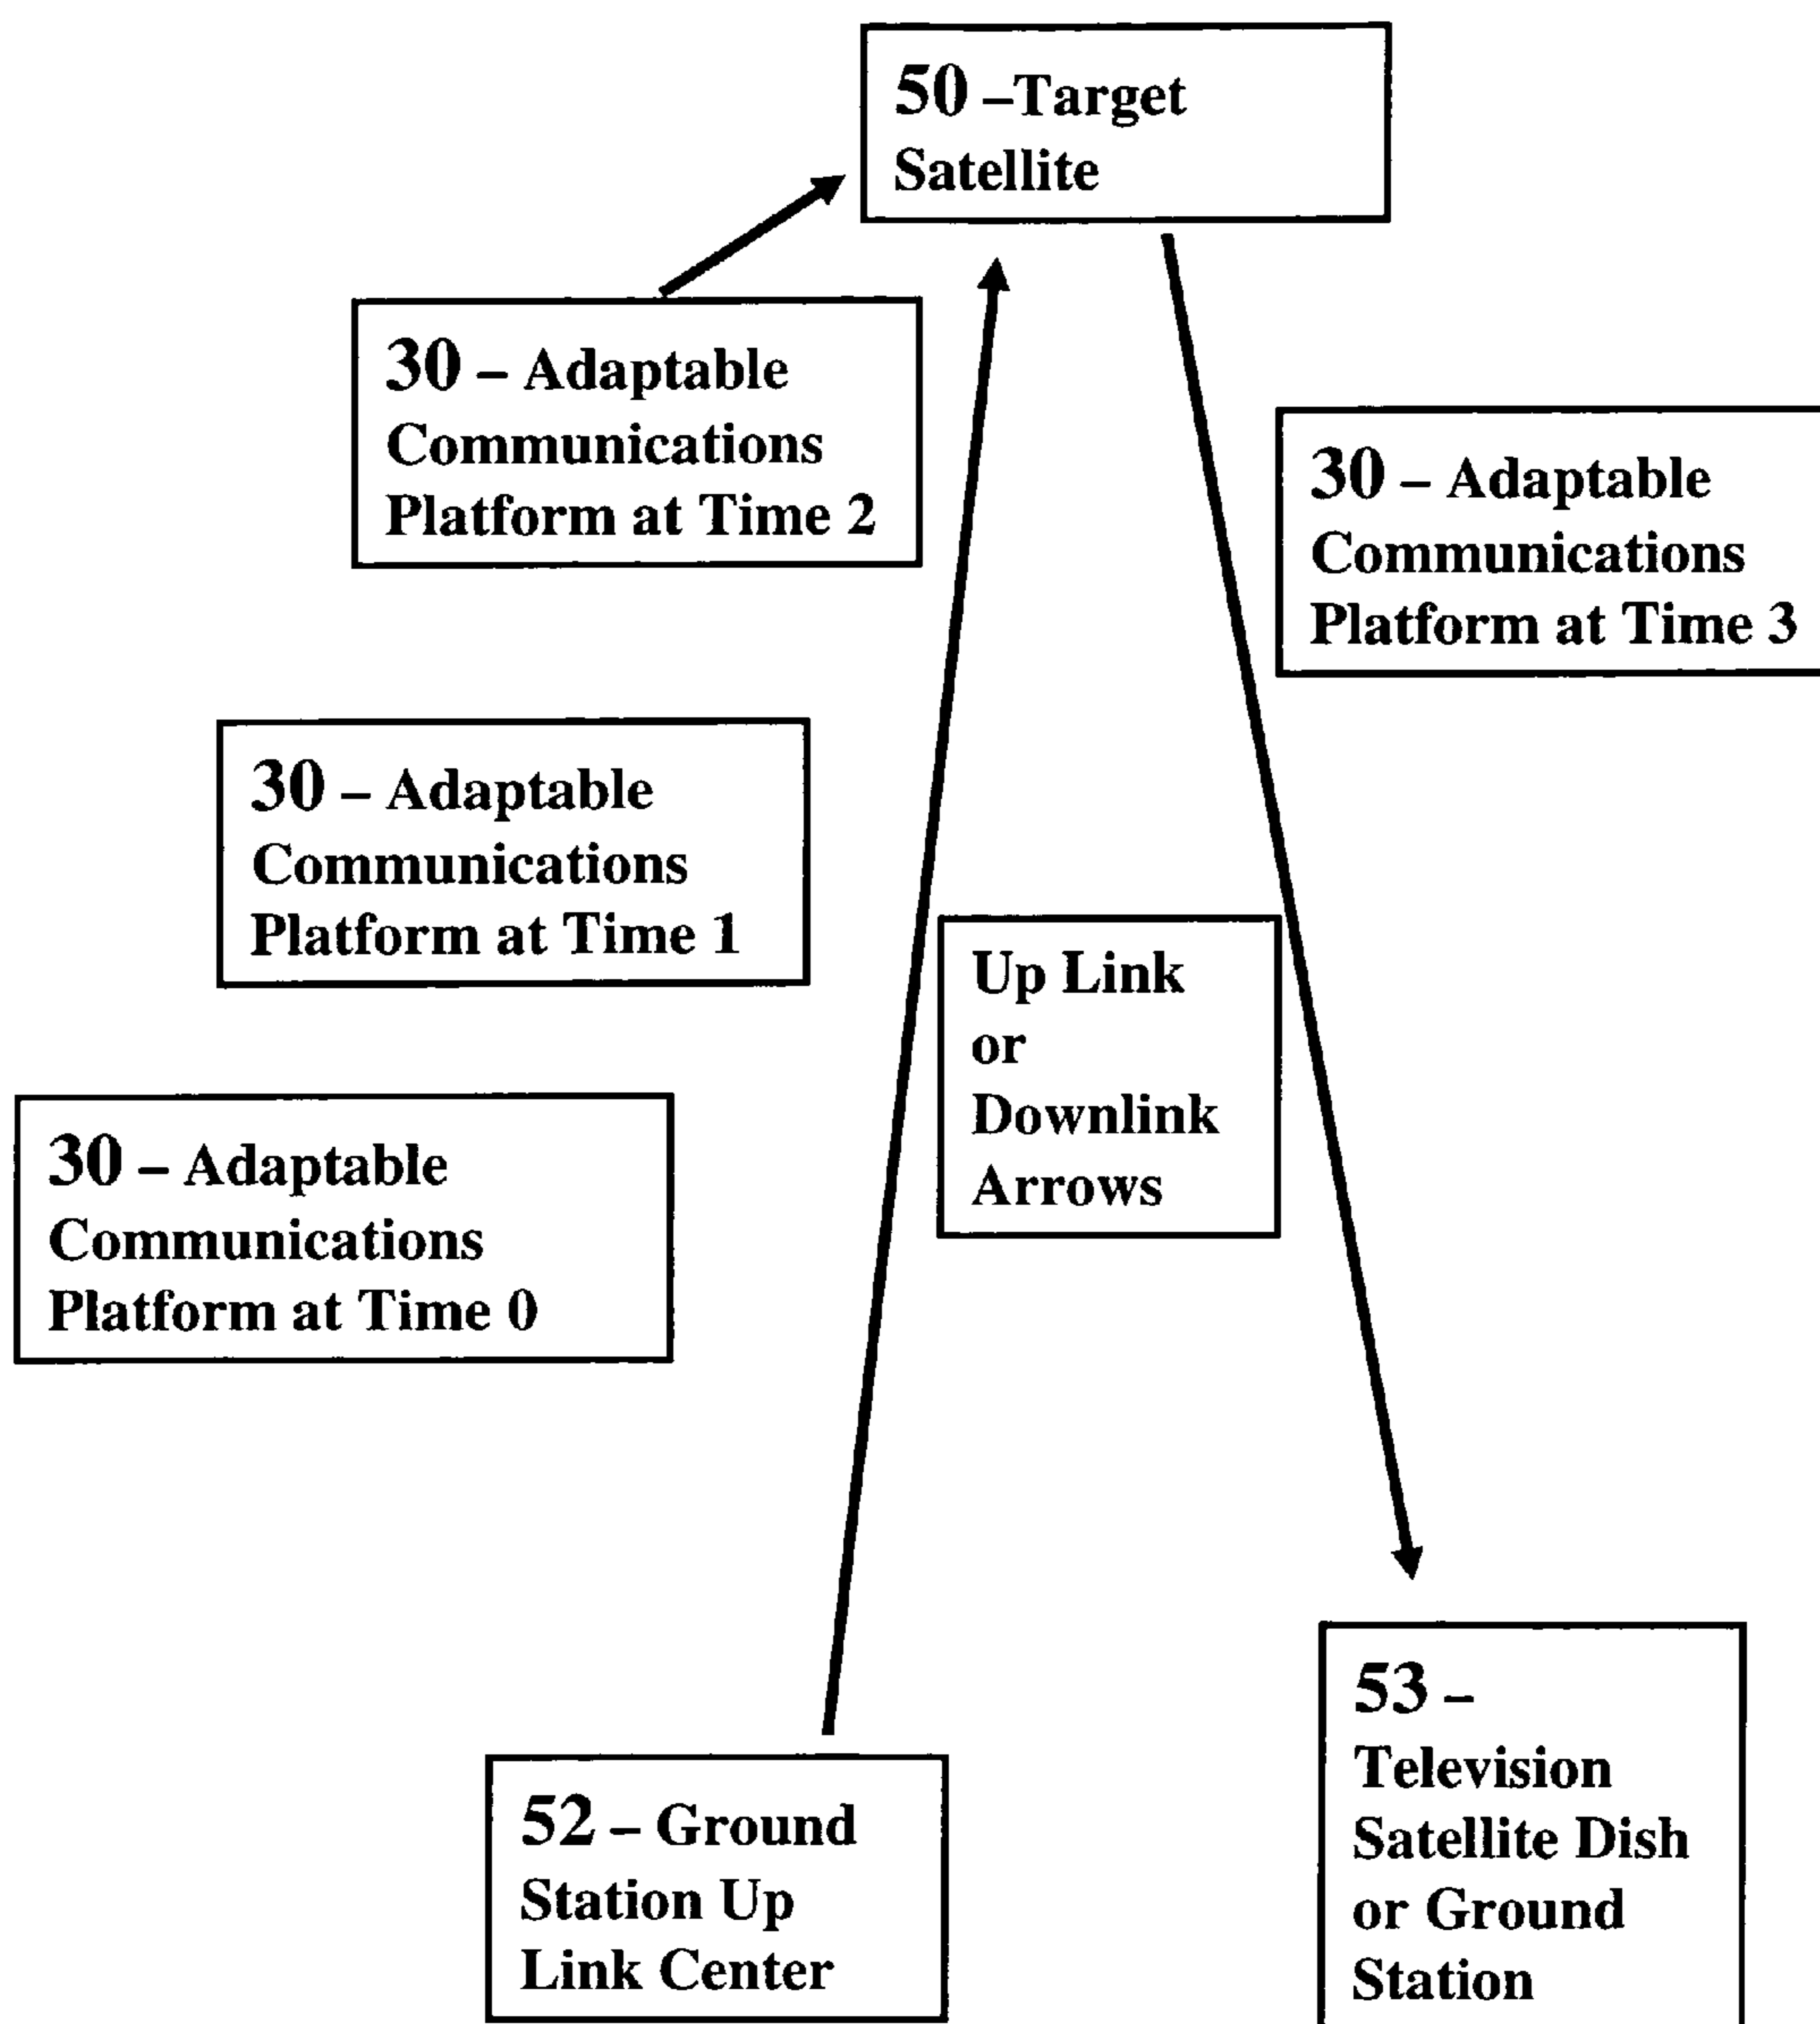 50 –Target
Satellite
30 – Adaptable
Communications
Platform at Time 2
30 – Adaptable
Communications
Platform at Time 3
30 – Adaptable
Communications
Platform at Time 1
Up Link
or
Downlink
Arrows
30 – Adaptable
Communications
Platform at Time 0
53 –
Television
Satellite Dish
or Ground
Station
52 – Ground
Station Up
Link Center